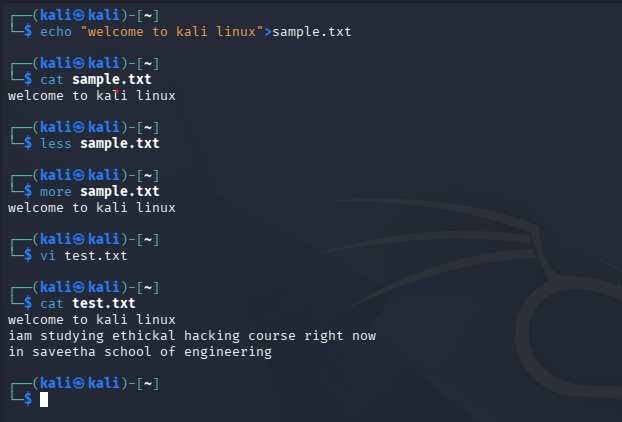 ┌──(kali㉿kali)-[~]
└─$ echo "welcome to kali linux">sample.txt
┌──(kali㉿kali)-[~]
└─$ cat sample.txt
welcome to kali linux
┌──(kali㉿kali)-[~]
└─$ less sample.txt
┌──(kali㉿kali)-[~]
└─$ more sample.txt
welcome to kali linux
┌──(kali㉿kali)-[~]
└─$ vi test.txt
┌──(kali㉿kali)-[~]
└─$ cat test.txt
welcome to kali linux
iam studying ethickal hacking course right now
in saveetha school of engineering
┌──(kali㉿kali)-[~]
└─$